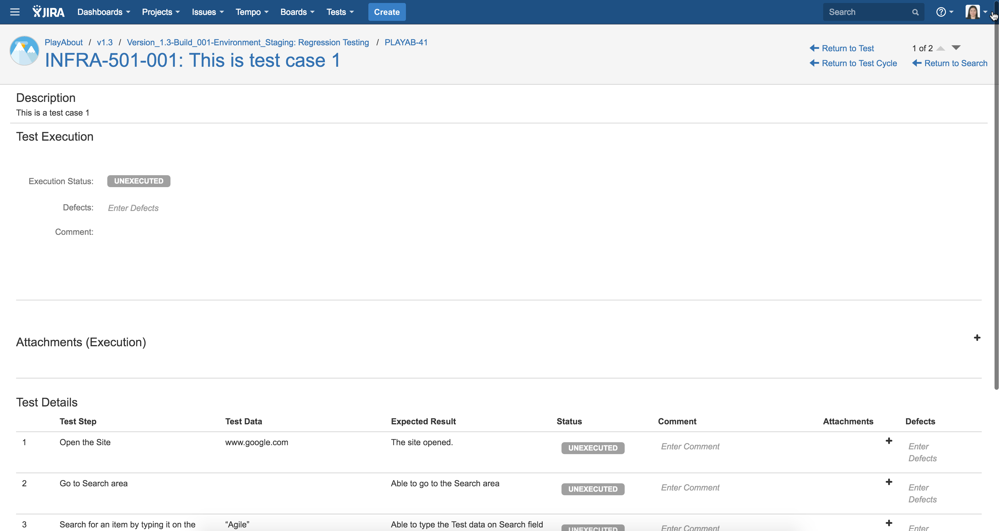 JIRA Dashboards Projects Issues Tempo Boards Tests Create Search
PlayAbout / v1.3 / Version_1.3-Build_001-Environment_Staging: Regression Testing / PLAYAB-41
INFRA-501-001: This is test case 1
Return to Test 1 of 2
Return to Test Cycle Return to Search
Description
This is a test case 1
Test Execution
Execution Status: UNEXECUTED
Defects: Enter Defects
Comment:
Attachments (Execution)
Test Details
Test Step Test Data Expected Result Status Comment Attachments Defects
1 Open the Site www.google.com The site opened. UNEXECUTED Enter Comment Enter
Defects
2 Go to Search area Able to go to the Search area UNEXECUTED Enter Comment Enter
Defects
3 Search for an item by typing it on the “Agile” Able to type the Test data on Search field UNEXECUTED Enter Comment Enter